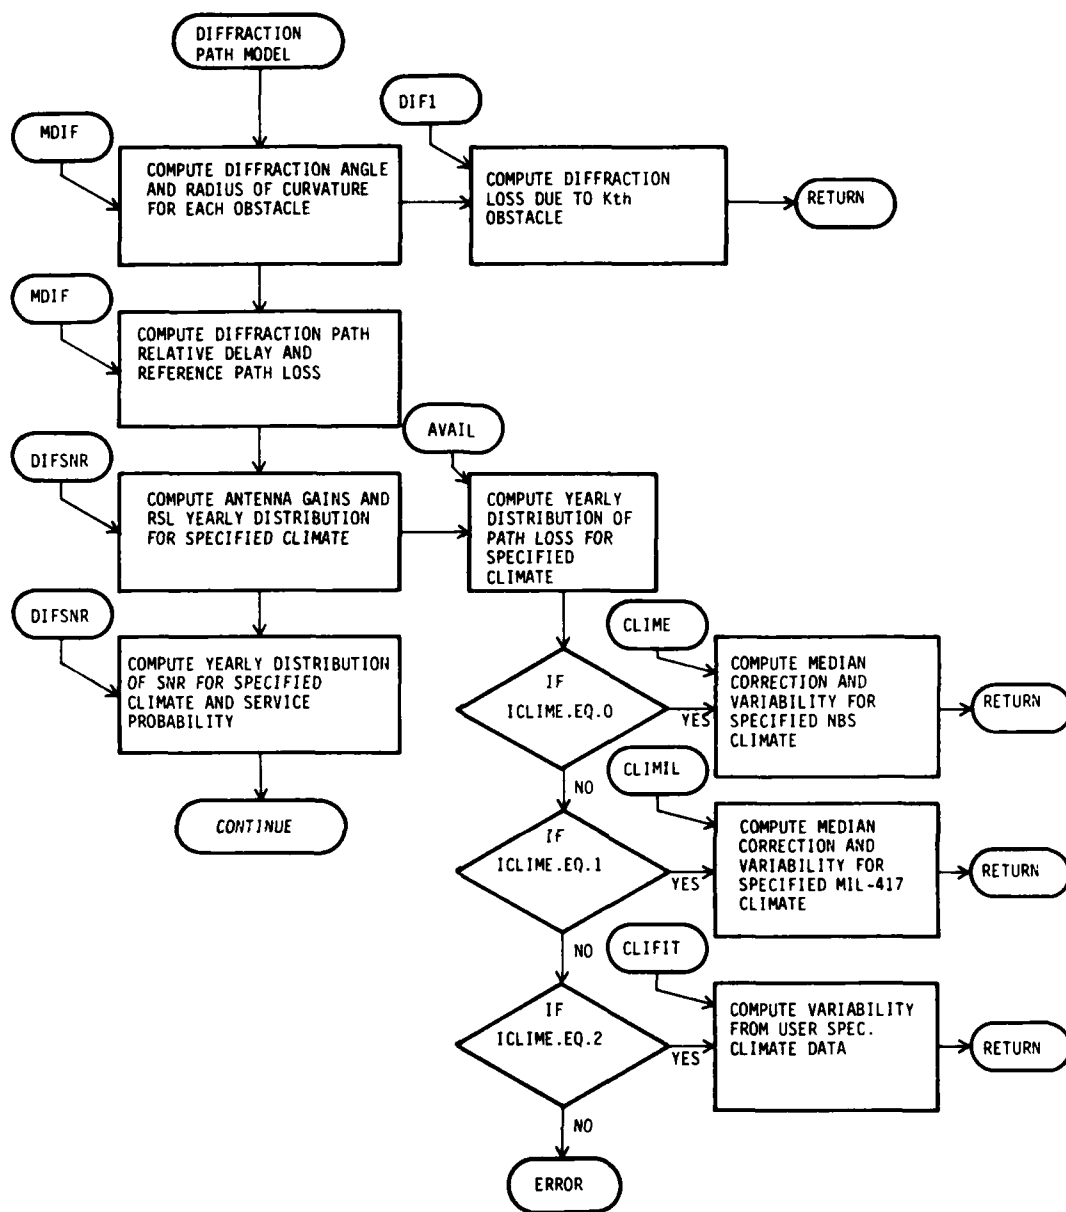 DIFFRACTION
PATH MODEL
DIF1
MDIF
COMPUTE DIFFRACTION ANGLE
AND RADIUS OF CURVATURE
FOR EACH OBSTACLE
COMPUTE DIFFRACTION
LOSS DUE TO Kth
OBSTACLE
RETURN
MDIF
COMPUTE DIFFRACTION PATH
RELATIVE DELAY AND
REFERENCE PATH LOSS
AVAIL
DIFSNR
COMPUTE ANTENNA GAINS AND
RSL YEARLY DISTRIBUTION
FOR SPECIFIED CLIMATE
COMPUTE YEARLY
DISTRIBUTION OF
PATH LOSS FOR
SPECIFIED
CLIMATE
DIFSNR
COMPUTE YEARLY DISTRIBUTION
OF SNR FOR SPECIFIED
CLIMATE AND SERVICE
PROBABILITY
CONTINUE
CLIME
IF
ICLIME.EQ.0
YES
COMPUTE MEDIAN
CORRECTION AND
VARIABILITY FOR
SPECIFIED NBS
CLIMATE
RETURN
NO
CLIMIL
IF
ICLIME.EQ.1
YES
COMPUTE MEDIAN
CORRECTION AND
VARIABILITY FOR
SPECIFIED MIL-417
CLIMATE
RETURN
NO
CLIFIT
IF
ICLIME.EQ.2
YES
COMPUTE VARIABILITY
FROM USER SPEC.
CLIMATE DATA
RETURN
NO
ERROR